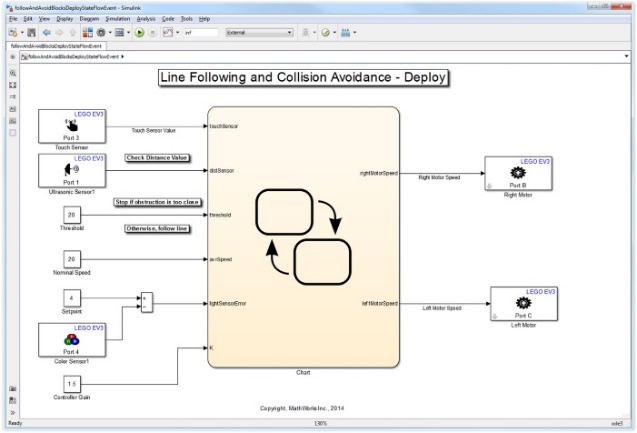 followAndAvoidBlocksDeployStateFlowEvent - Simulink
File Edit View Display Diagram Simulation Analysis Code Tools Help
inf
External
followAndAvoidBlocksDeployStateFlowEvent
followAndAvoidBlocksDeployStateFlowEvent
Line Following and Collision Avoidance - Deploy
LEGO EV3
Port 3
Touch Sensor
Touch Sensor Value
touchSensor
LEGO EV3
Port 1
Ultrasonic Sensor1
Check Distance Value
distSensor
Stop if obstruction is too close
20
Threshold
threshold
Otherwise, follow line
20
Nominal Speed
avrSpeed
4
Setpoint
+
-
lightSensorError
LEGO EV3
Port 4
Color Sensor1
1.5
Controller Gain
K
rightMotorSpeed
Right Motor Speed
LEGO EV3
Port B
Right Motor
leftMotorSpeed
Left Motor Speed
LEGO EV3
Port C
Left Motor
Chart
Copyright, MathWorks Inc., 2014
Ready
130%
ode3